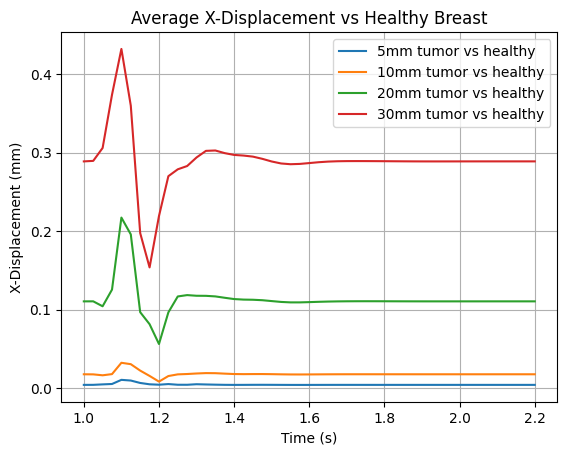 Average X-Displacement vs Healthy Breast
5mm tumor vs healthy
10mm tumor vs healthy
20mm tumor vs healthy
30mm tumor vs healthy
X-Displacement (mm)
0.4
0.3
0.2
0.1
0.0
1.0 1.2 1.4 1.6 1.8 2.0 2.2
Time (s)